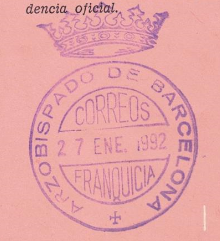 dencia oficial.
ARZOBISPADO DE BARCELONA
CORREOS
27 ENE. 1992
FRANQUICIA